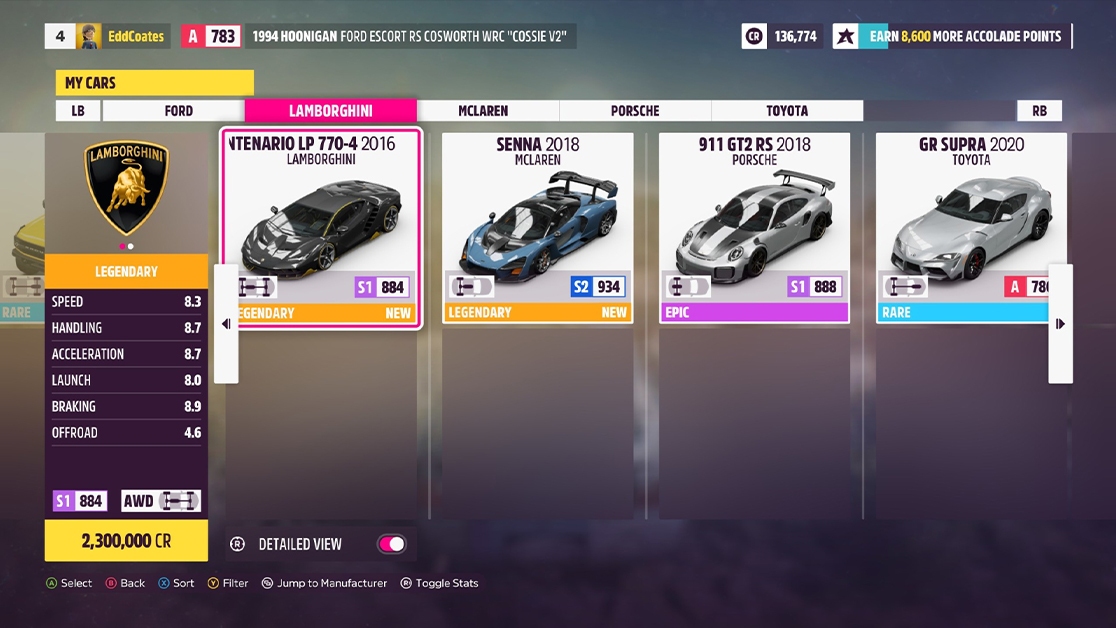 4 EddCoates A 783 1994 HOONIGAN FORD ESCORT RS COSWORTH WRC "COSSIE V2" CR 136,774 EARN 8,600 MORE ACCOLADE POINTS
MY CARS
LB FORD LAMBORGHINI MCLAREN PORSCHE TOYOTA RB
LAMBORGHINI
LEGENDARY
SPEED 8.3
HANDLING 8.7
ACCELERATION 8.7
LAUNCH 8.0
BRAKING 8.9
OFFROAD 4.6
S1 884 AWD
2,300,000 CR
RARE
NTENARIO LP 770-4 2016
LAMBORGHINI
S1 884
EGENDARY NEW
SENNA 2018
MCLAREN
S2 934
LEGENDARY NEW
911 GT2 RS 2018
PORSCHE
S1 888
EPIC
GR SUPRA 2020
TOYOTA
A 780
RARE
R DETAILED VIEW
A Select B Back X Sort Y Filter Jump to Manufacturer R Toggle Stats